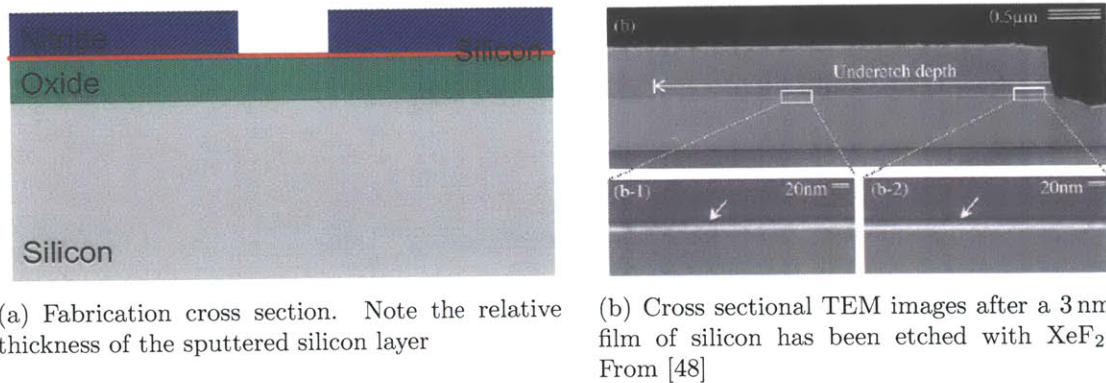 Nitride
Silicon
Oxide
Silicon
(b)
0.5μm
Underetch depth
(b-1)
20nm
(b-2)
20nm
(a) Fabrication cross section. Note the relative
thickness of the sputtered silicon layer
(b) Cross sectional TEM images after a 3 nm
film of silicon has been etched with XeF2
From [48]